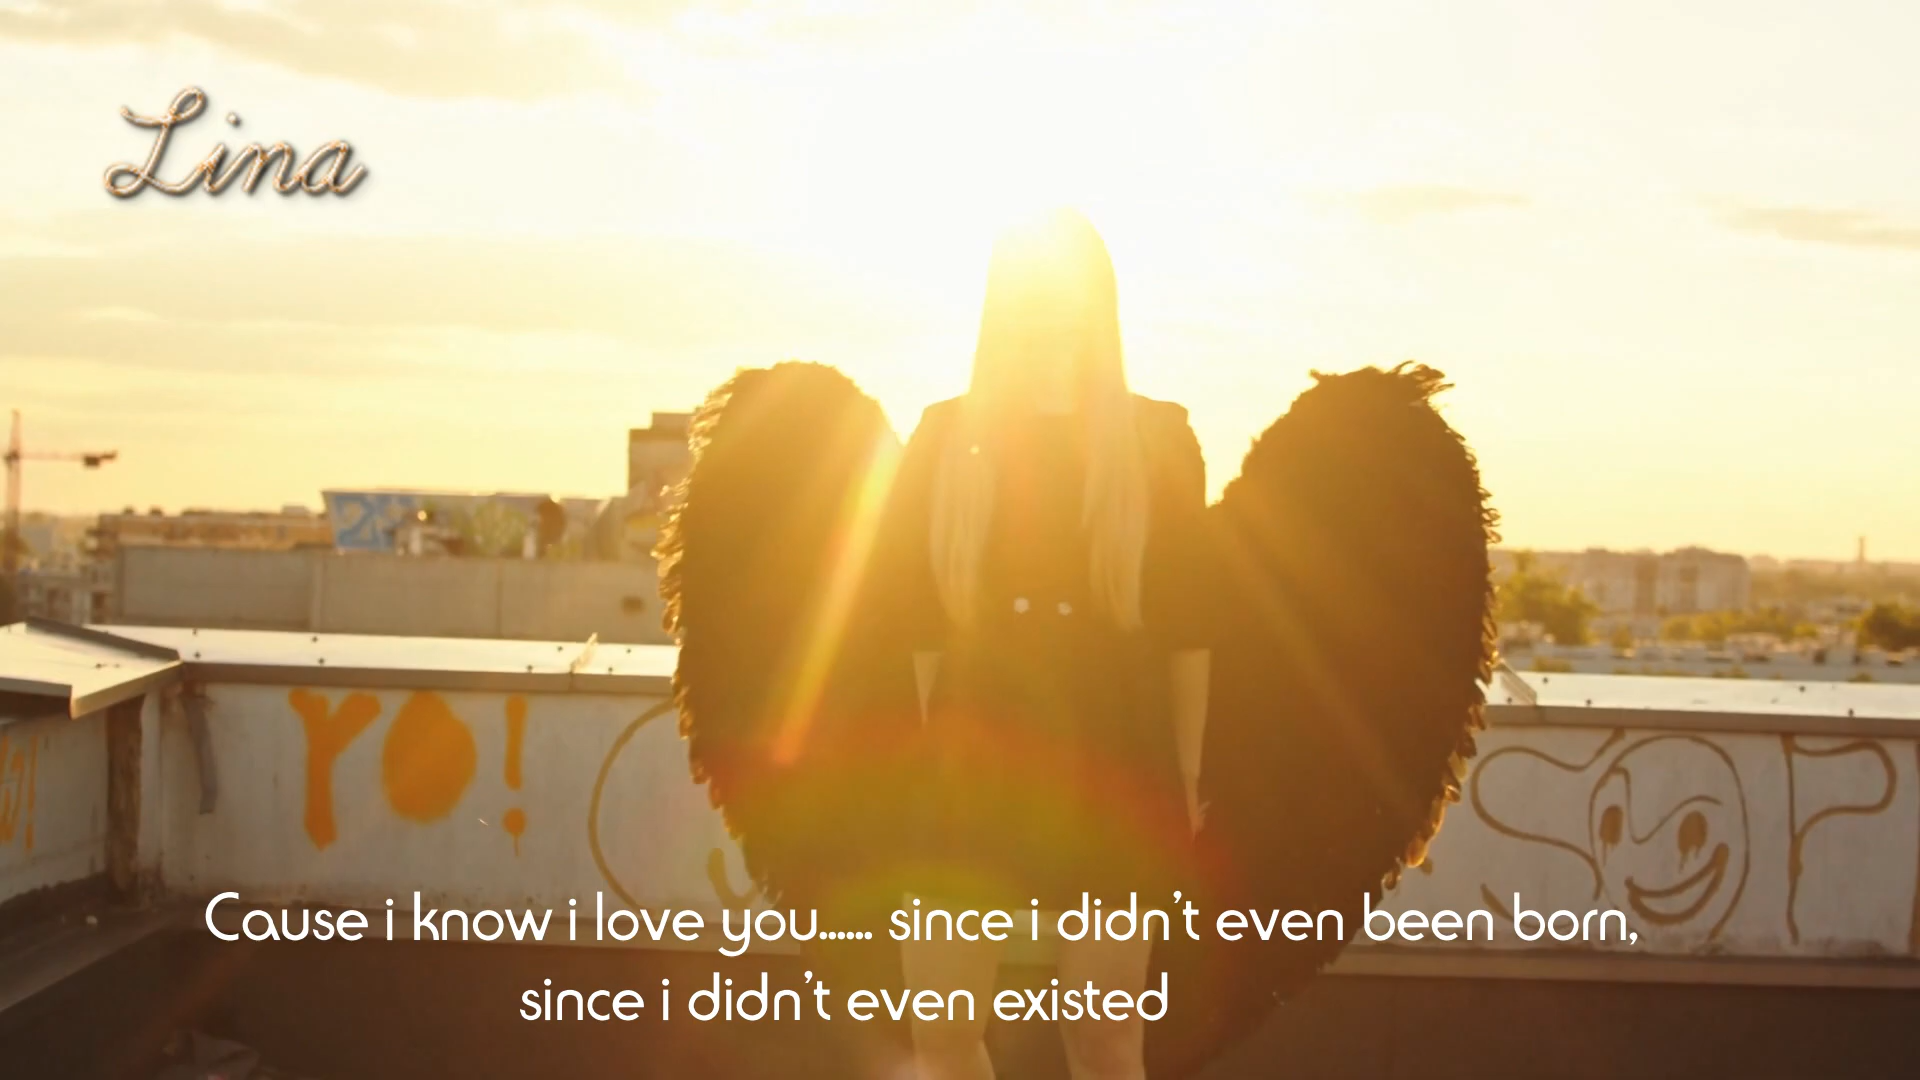 Lina
YO!
Cause i know i love you...... since i didn't even been born,
since i didn't even existed